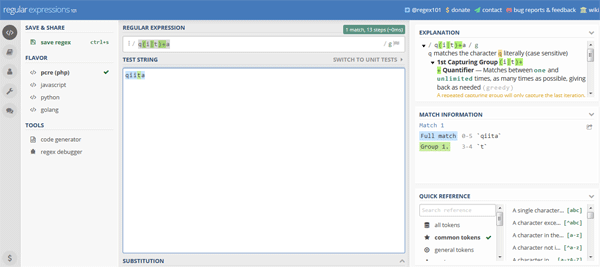 regular expressions 101
@regex101 $ donate contact bug reports & feedback wiki
SAVE & SHARE
save regex ctrl+s
FLAVOR
pcre (php)
javascript
python
golang
TOOLS
code generator
regex debugger
REGULAR EXPRESSION
1 match, 13 steps (~0ms)
/ q(i|t)+a / g
TEST STRING
SWITCH TO UNIT TESTS
qiita
SUBSTITUTION
EXPLANATION
/ q(i|t)+a / g
q matches the character q literally (case sensitive)
1st Capturing Group (i|t)+
+ Quantifier — Matches between one and
unlimited times, as many times as possible, giving
back as needed (greedy)
A repeated capturing group will only capture the last iteration.
MATCH INFORMATION
Match 1
Full match 0-5 `qiita`
Group 1. 3-4 `t`
QUICK REFERENCE
Search reference
all tokens
common tokens
general tokens
A single character... [abc]
A character exce... [^abc]
A character in the... [a-z]
A character not i... [^a-z]
A character in... [a-zA-Z]